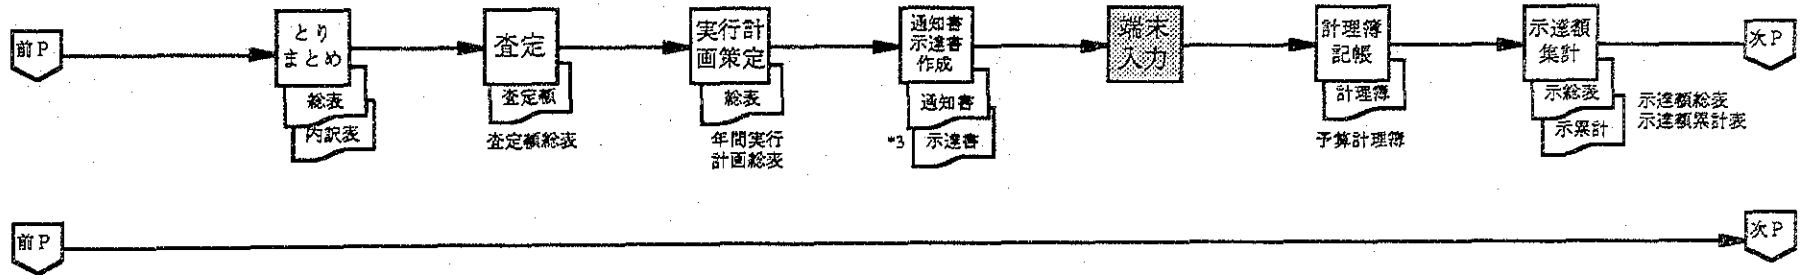 前P
とり
まとめ
総表
内訳表
査定
査定額
査定額総表
実行計
画策定
総表
年間実行
計画総表
通知書
示達書
作成
通知書
*3
示達書
端末
入力
計理簿
記帳
計理簿
予算計理簿
示達額
集計
示総表
示累計
示達額総表
示達額累計表
次P
前P
次P